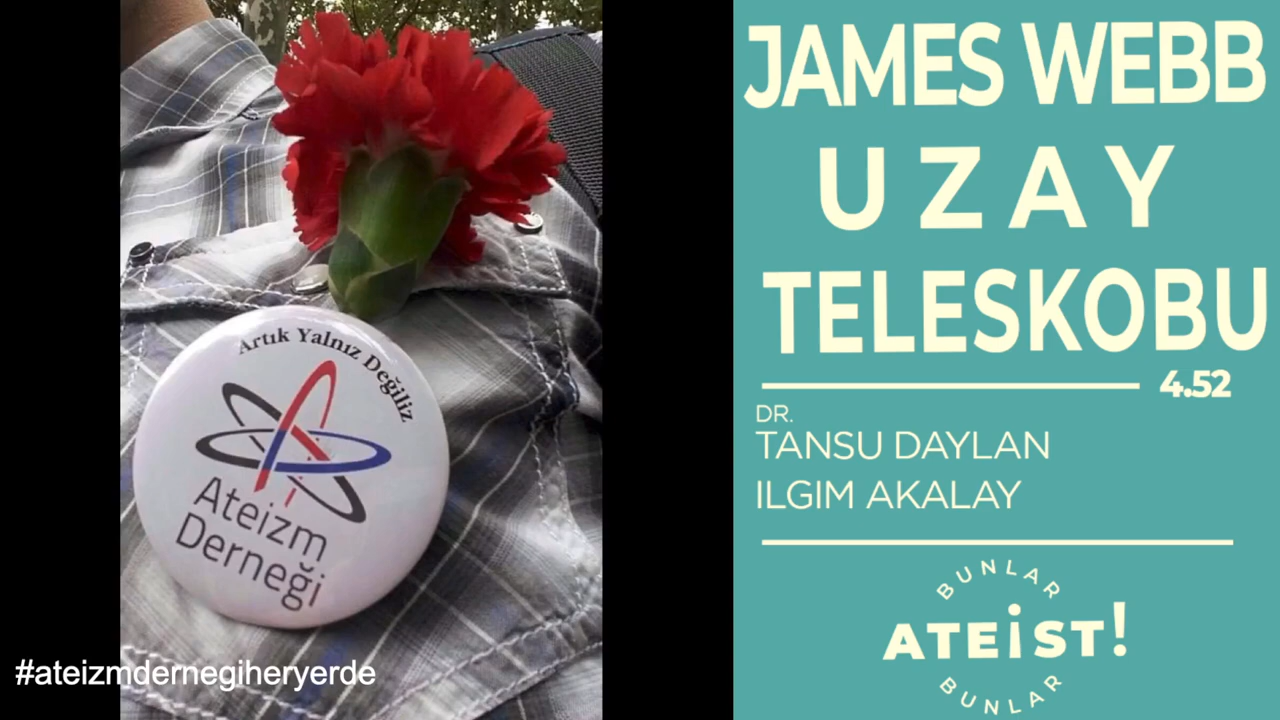 Artık Yalnız Değiliz
Ateizm
Derneği
#ateizmdernegiheryerde
JAMES WEBB
UZAY
TELESKOBU
4.52
DR.
TANSU DAYLAN
ILGIM AKALAY
BUNLAR
ATEiST!
BUNLAR